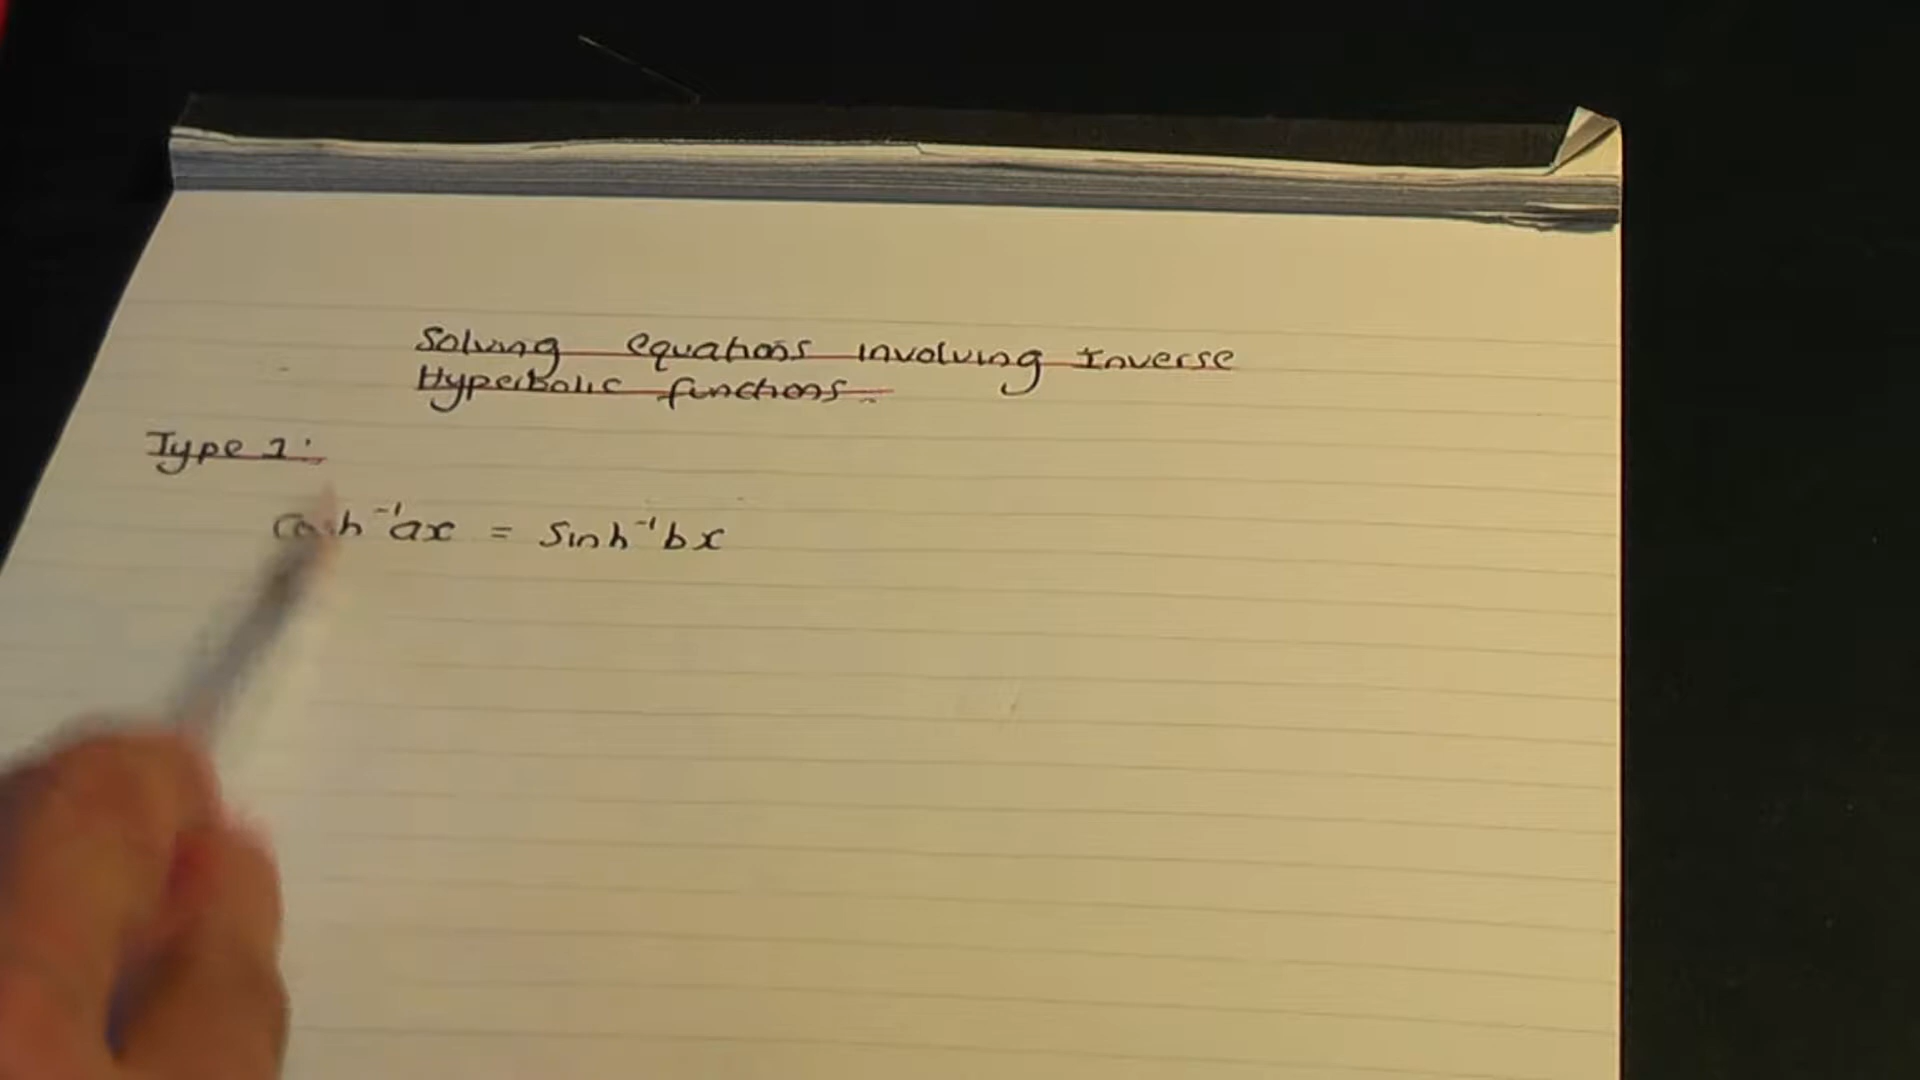 Solving equations involving Inverse
Hyperbolic functions.
Type 1:
cosh⁻¹ax = Sinh⁻¹bx